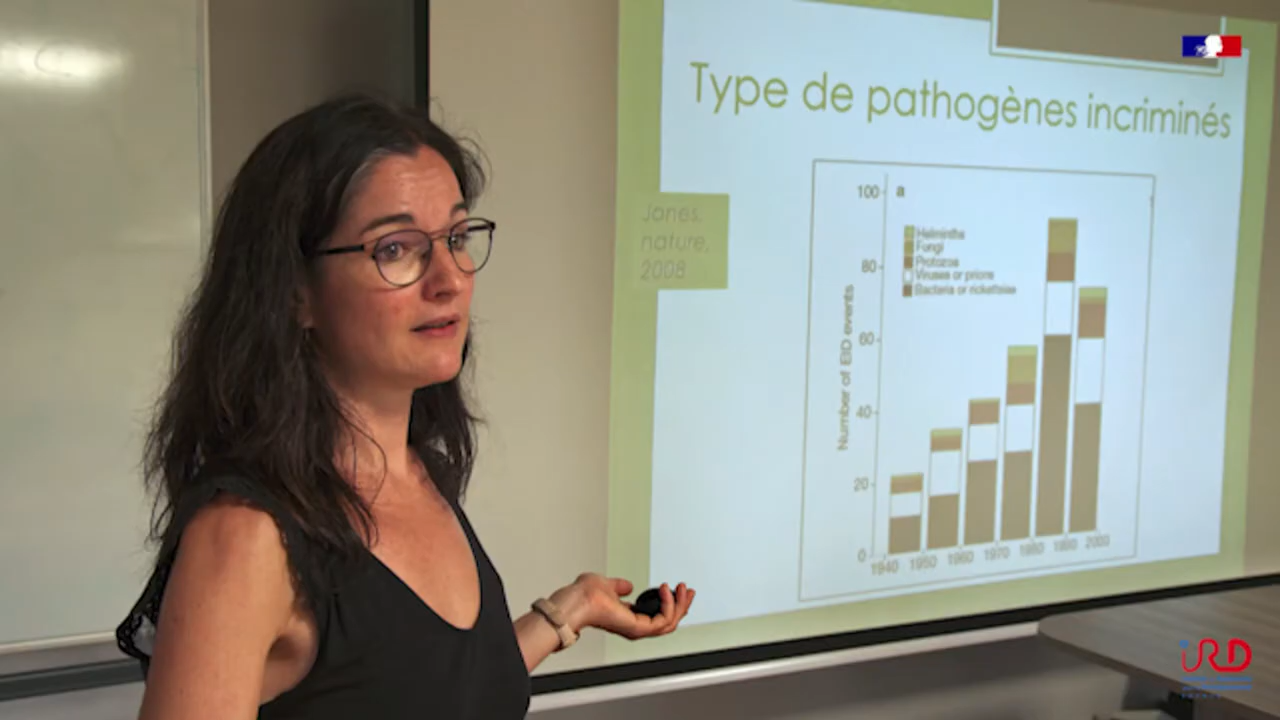 Type de pathogènes incriminés
Jones,
nature,
2008
a
100
80
60
40
20
0
Number of EID events
Helminths
Fungi
Protozoa
Viruses or prions
Bacteria or rickettsiae
1940 1950 1960 1970 1980 1990 2000
IRD